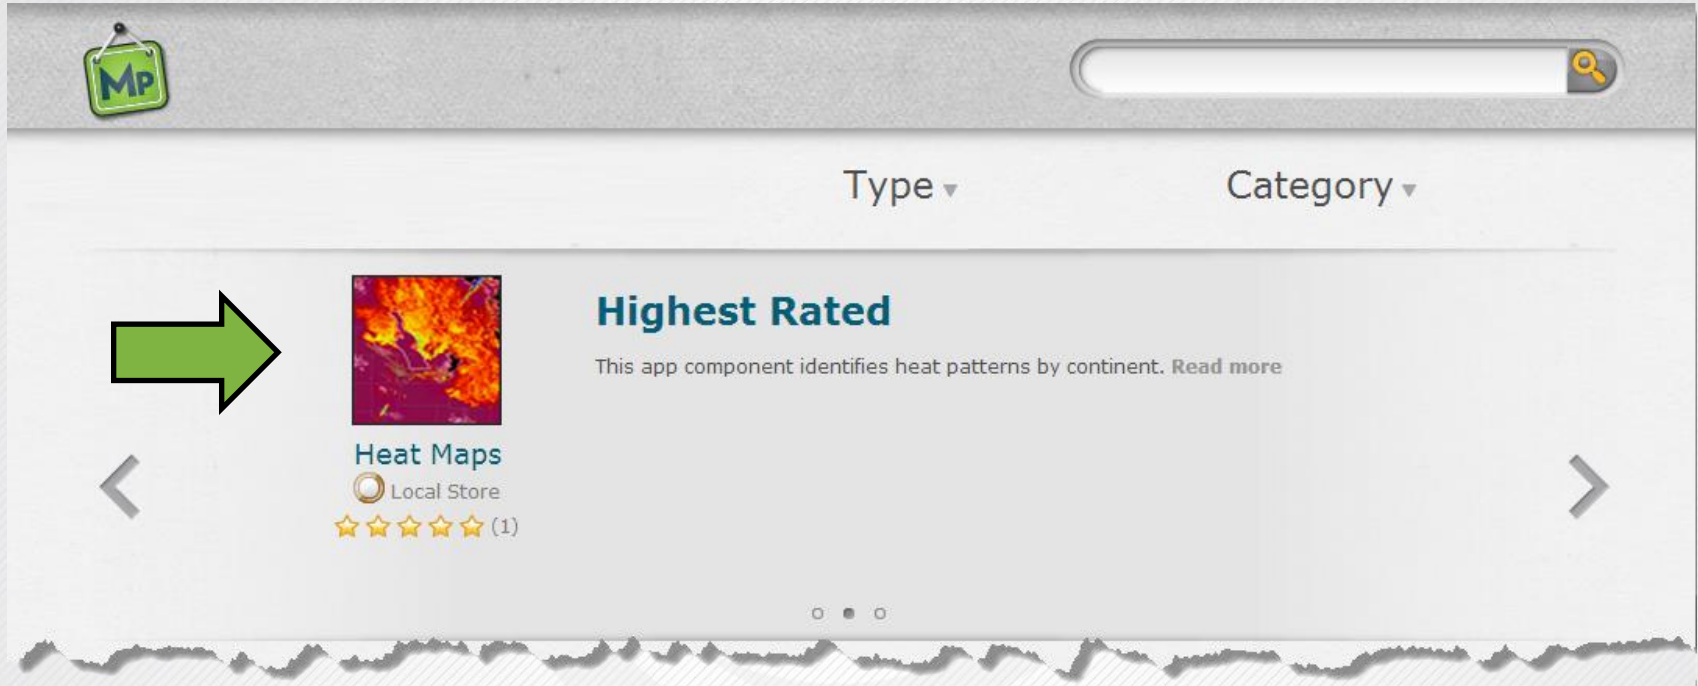 MP
Type
Category
Highest Rated
This app component identifies heat patterns by continent. Read more
Heat Maps
Local Store
(1)